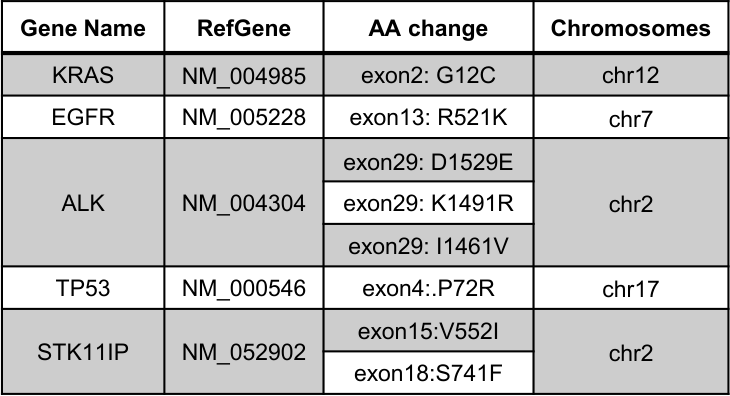 Gene Name RefGene AA change Chromosomes
KRAS NM_004985 exon2: G12C chr12
EGFR NM_005228 exon13: R521K chr7
exon29: D1529E
ALK NM_004304 exon29: K1491R chr2
exon29: I1461V
TP53 NM_000546 exon4:.P72R chr17
exon15:V552I
STK11IP NM_052902 chr2
exon18:S741F